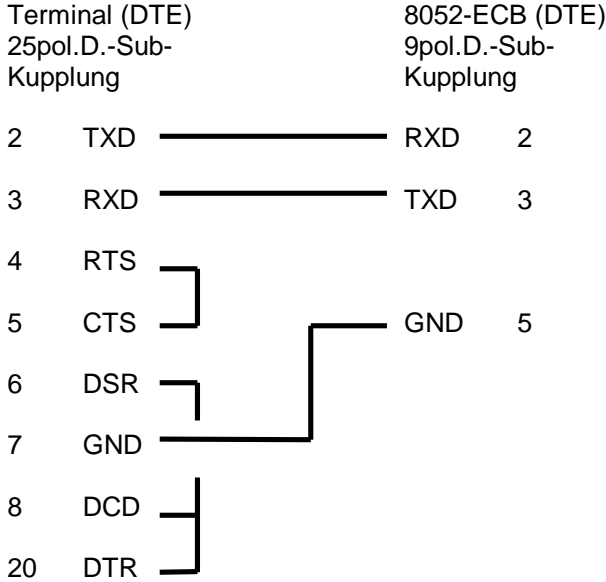 Terminal (DTE) 8052-ECB (DTE)
25pol.D.-Sub- 9pol.D.-Sub-
Kupplung Kupplung
2 TXD RXD 2
3 RXD TXD 3
4 RTS
5 CTS GND 5
6 DSR
7 GND
8 DCD
20 DTR